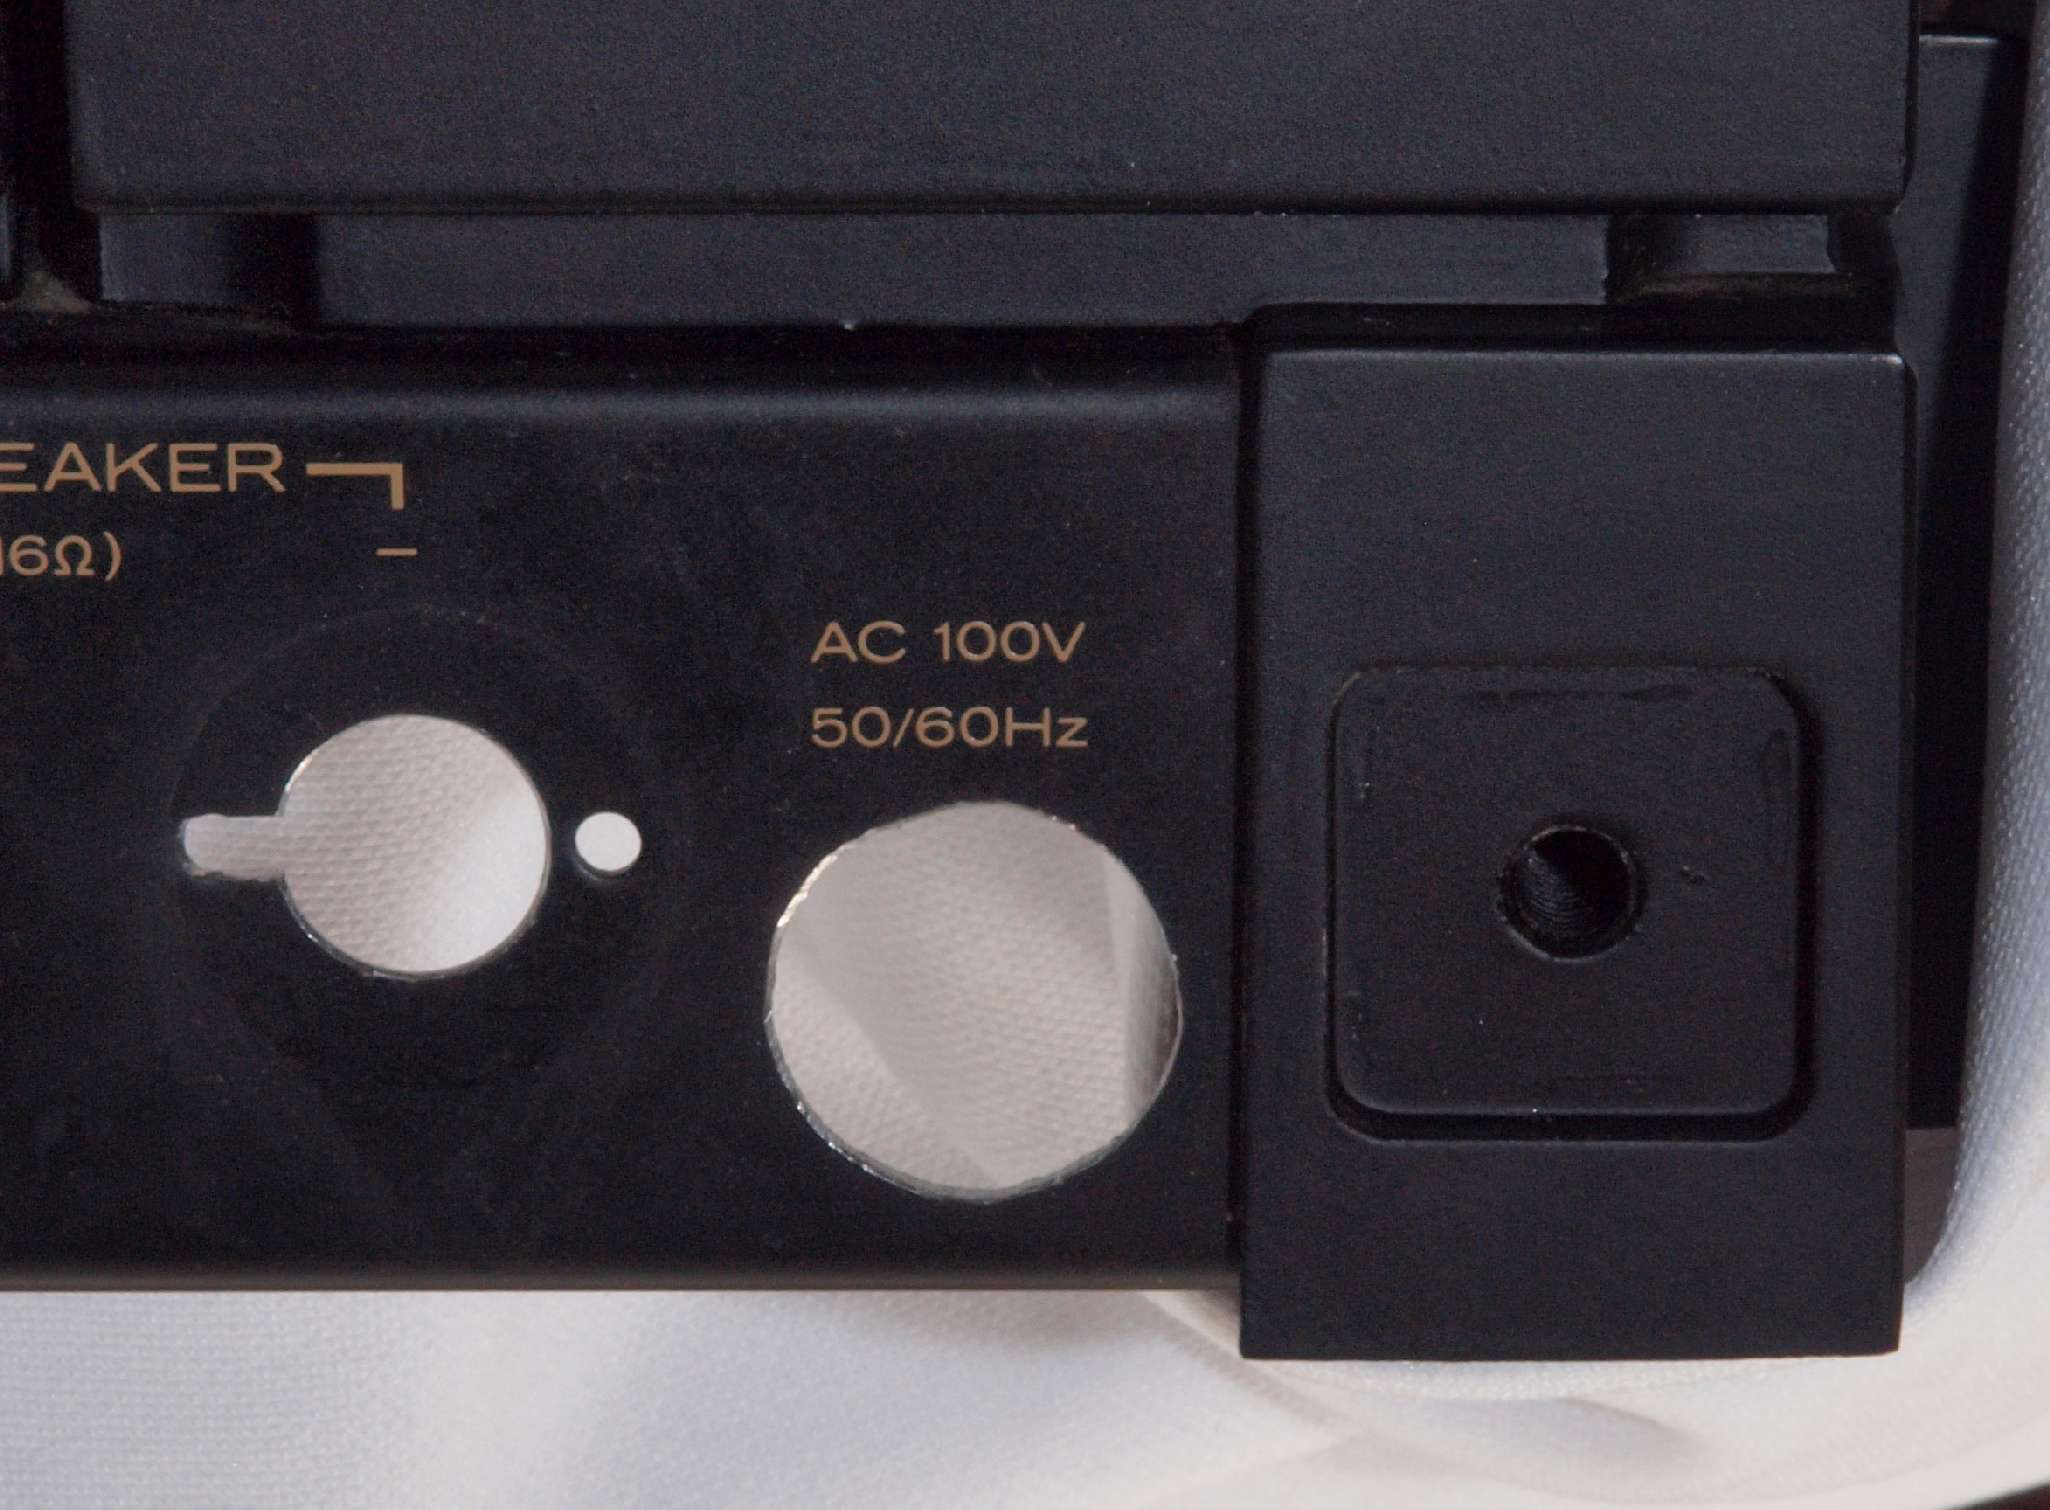 EAKER
16Ω)
–
AC 100V
50/60Hz